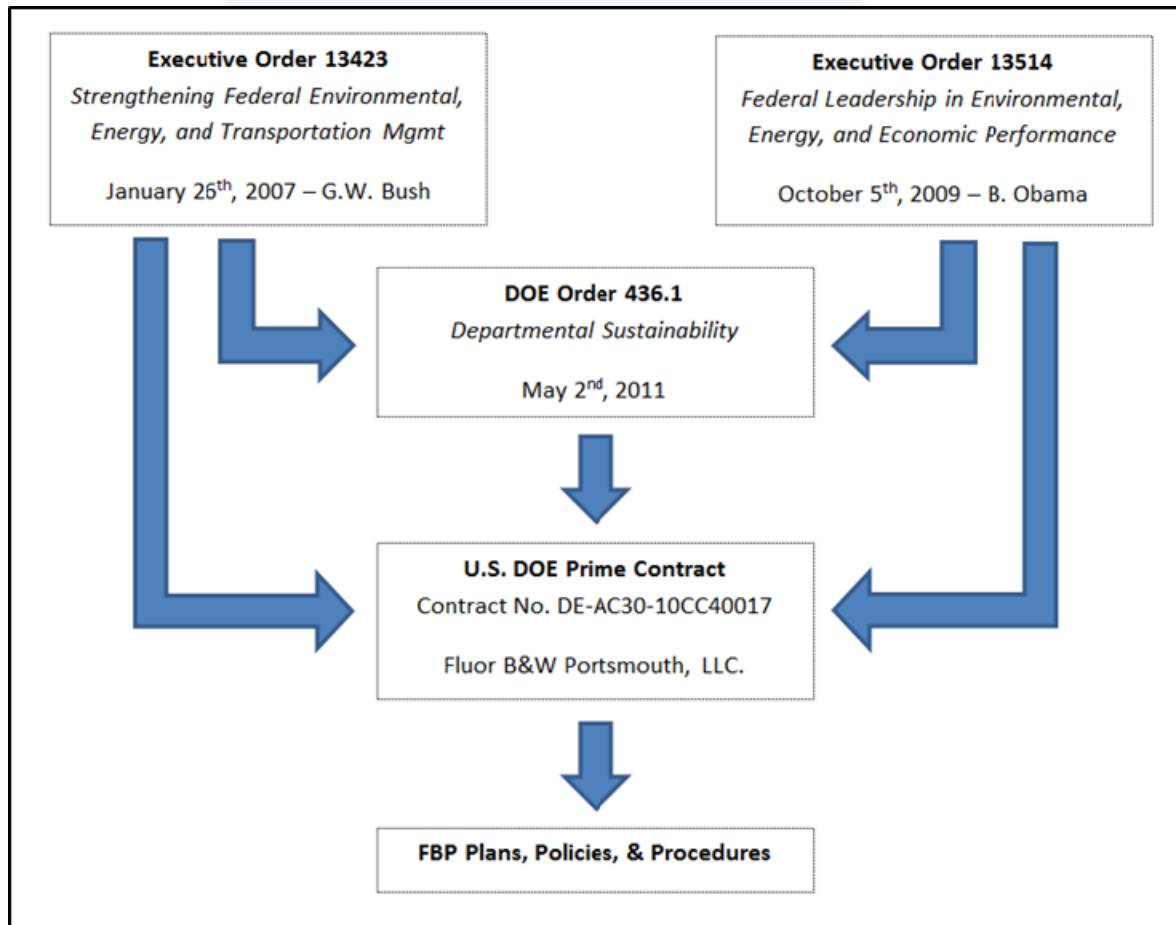 Executive Order 13423
Strengthening Federal Environmental,
Energy, and Transportation Mgmt
January 26th, 2007 – G.W. Bush
Executive Order 13514
Federal Leadership in Environmental,
Energy, and Economic Performance
October 5th, 2009 – B. Obama
DOE Order 436.1
Departmental Sustainability
May 2nd, 2011
U.S. DOE Prime Contract
Contract No. DE-AC30-10CC40017
Fluor B&W Portsmouth, LLC.
FBP Plans, Policies, & Procedures